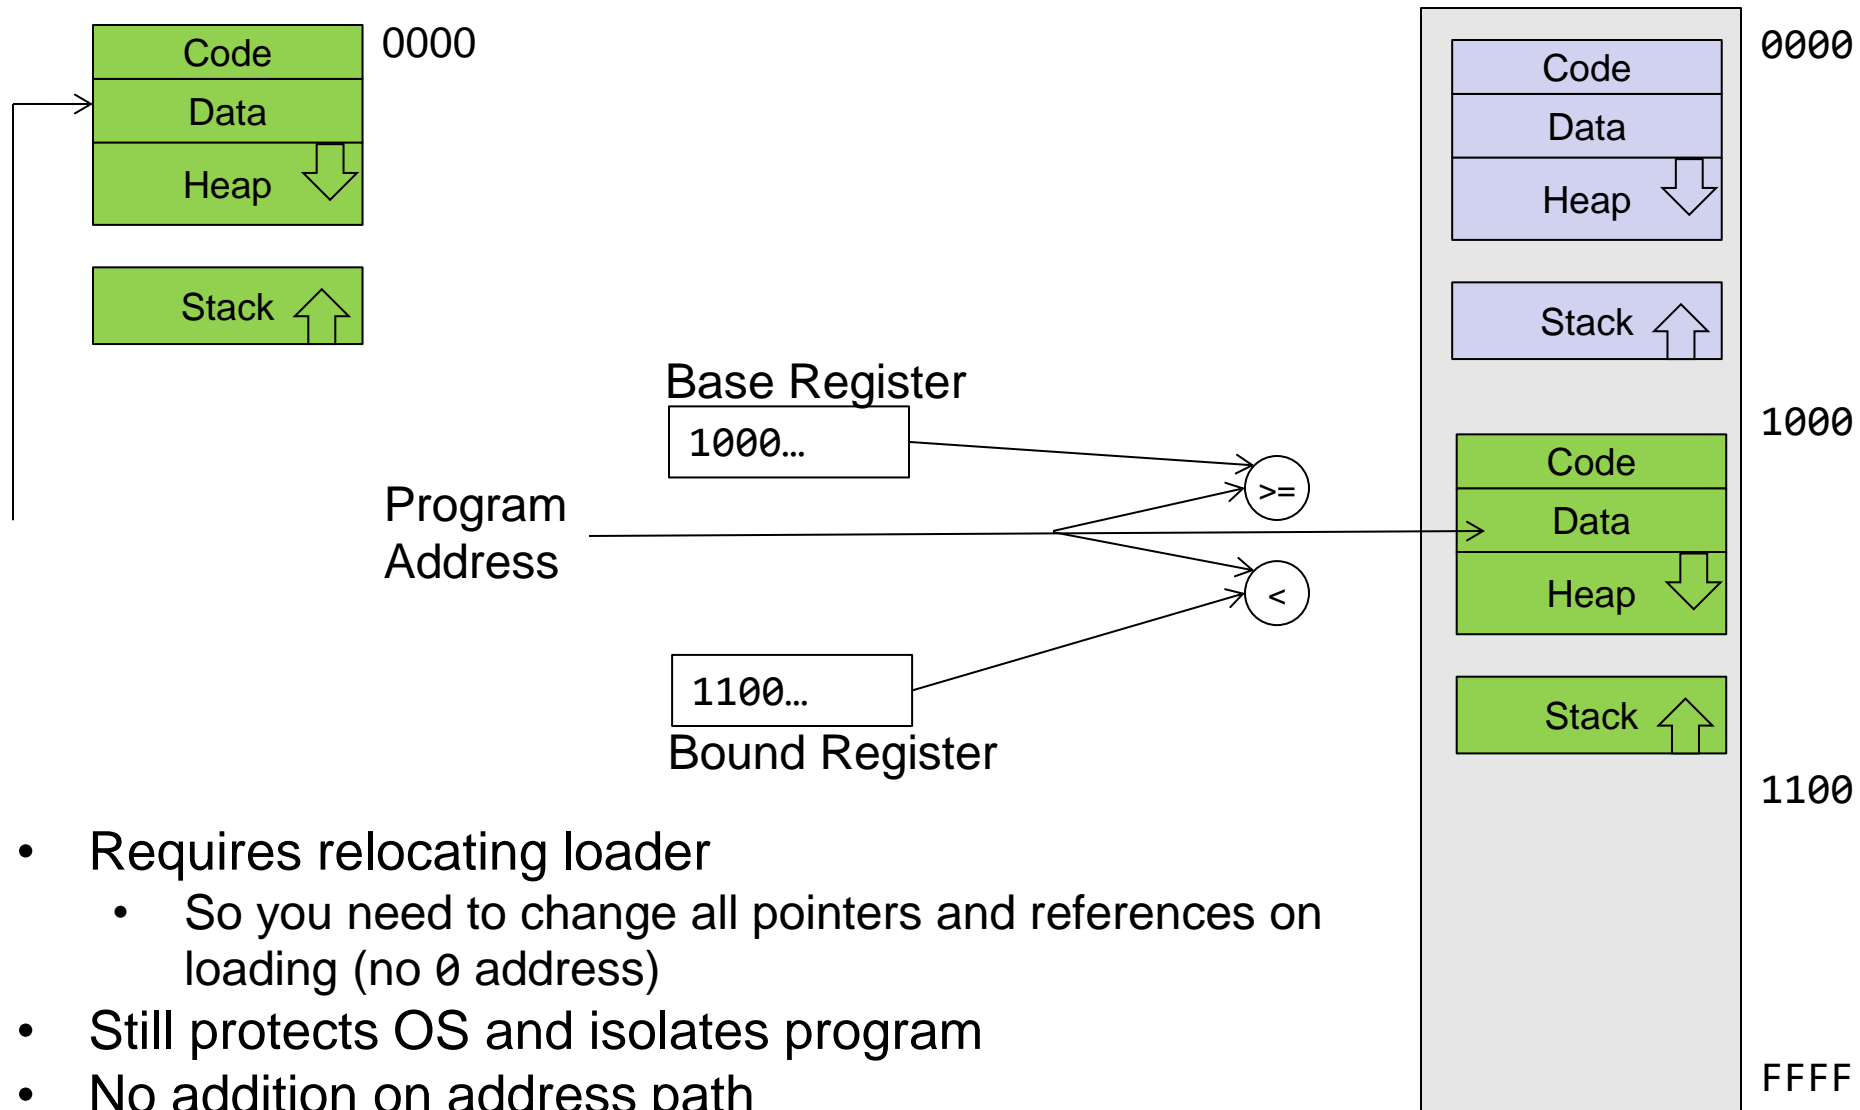 Code
0000
Data
Heap
Stack
Code
0000
Data
Heap
Stack
Base Register
1000…
>=
Program
Address
<
1100…
Bound Register
1000
Code
Data
Heap
Stack
1100
FFFF
• Requires relocating loader
• So you need to change all pointers and references on
loading (no 0 address)
• Still protects OS and isolates program
• No addition on address path